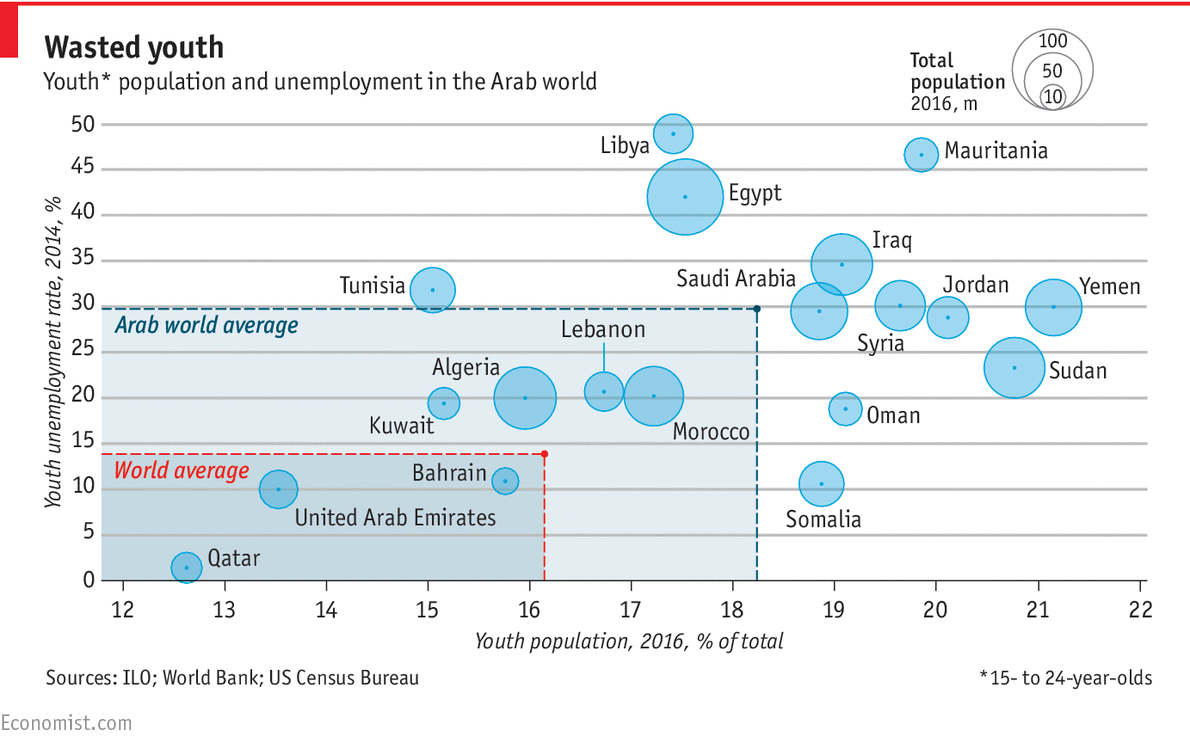 Wasted youth
Youth* population and unemployment in the Arab world
Total
population
2016, m
100
50
10
Youth unemployment rate, 2014, %
50
45
40
35
30
25
20
15
10
5
0
Libya
Mauritania
Egypt
Iraq
Saudi Arabia
Tunisia
Jordan
Yemen
Arab world average
Lebanon
Syria
Algeria
Sudan
Kuwait
Oman
Morocco
World average
Bahrain
United Arab Emirates
Somalia
Qatar
12 13 14 15 16 17 18 19 20 21 22
Youth population, 2016, % of total
Sources: ILO; World Bank; US Census Bureau
*15- to 24-year-olds
Economist.com